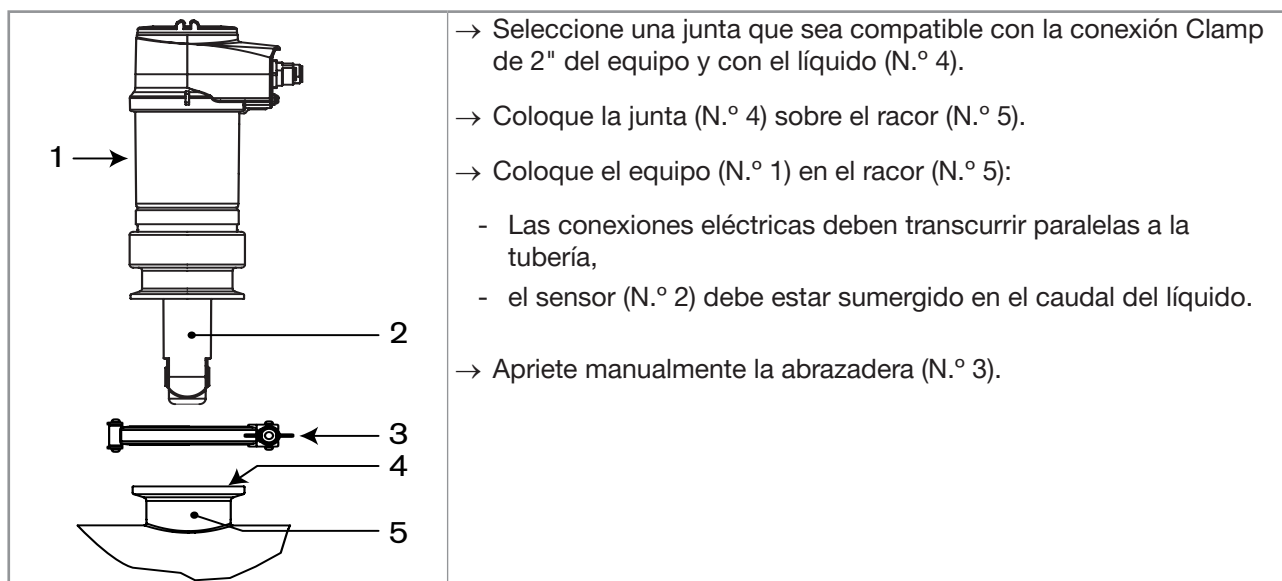 1
2
3
4
5
→ Seleccione una junta que sea compatible con la conexión Clamp
de 2" del equipo y con el líquido (N.º 4).
→ Coloque la junta (N.º 4) sobre el racor (N.º 5).
→ Coloque el equipo (N.º 1) en el racor (N.º 5):
- Las conexiones eléctricas deben transcurrir paralelas a la
tubería,
- el sensor (N.º 2) debe estar sumergido en el caudal del líquido.
→ Apriete manualmente la abrazadera (N.º 3).